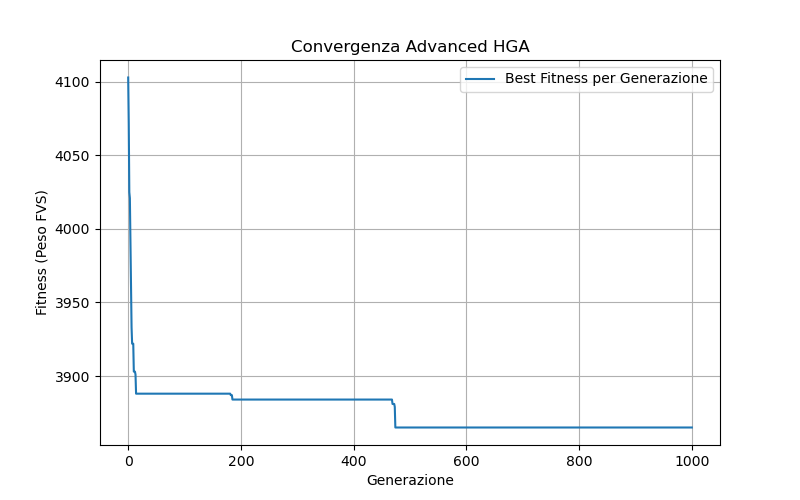 Convergenza Advanced HGA
Best Fitness per Generazione
Fitness (Peso FVS)
4100
4050
4000
3950
3900
0 200 400 600 800 1000
Generazione